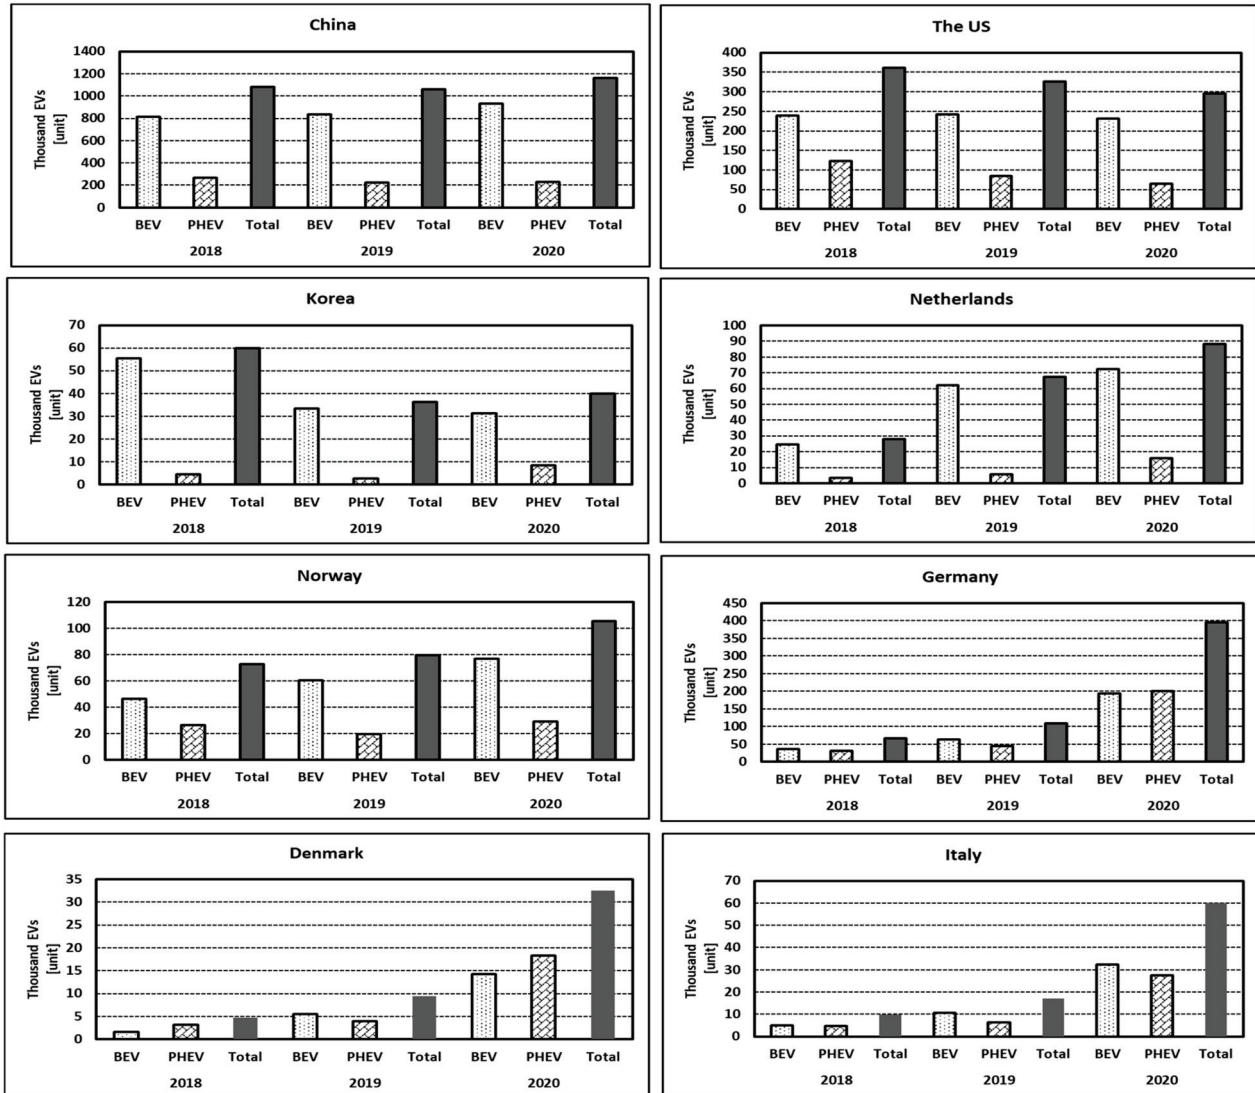 China
Thousand EVs
[unit]
1400
1200
1000
800
600
400
200
0
BEV PHEV Total BEV PHEV Total BEV PHEV Total
2018 2019 2020
The US
Thousand EVs
[unit]
400
350
300
250
200
150
100
50
0
BEV PHEV Total BEV PHEV Total BEV PHEV Total
2018 2019 2020
Korea
Thousand EVs
[unit]
70
60
50
40
30
20
10
0
BEV PHEV Total BEV PHEV Total BEV PHEV Total
2018 2019 2020
Netherlands
Thousand EVs
[unit]
100
90
80
70
60
50
40
30
20
10
0
BEV PHEV Total BEV PHEV Total BEV PHEV Total
2018 2019 2020
Norway
Thousand EVs
[unit]
120
100
80
60
40
20
0
BEV PHEV Total BEV PHEV Total BEV PHEV Total
2018 2019 2020
Germany
Thousand EVs
[unit]
450
400
350
300
250
200
150
100
50
0
BEV PHEV Total BEV PHEV Total BEV PHEV Total
2018 2019 2020
Denmark
Thousand EVs
[unit]
35
30
25
20
15
10
5
0
BEV PHEV Total BEV PHEV Total BEV PHEV Total
2018 2019 2020
Italy
Thousand EVs
[unit]
70
60
50
40
30
20
10
0
BEV PHEV Total BEV PHEV Total BEV PHEV Total
2018 2019 2020